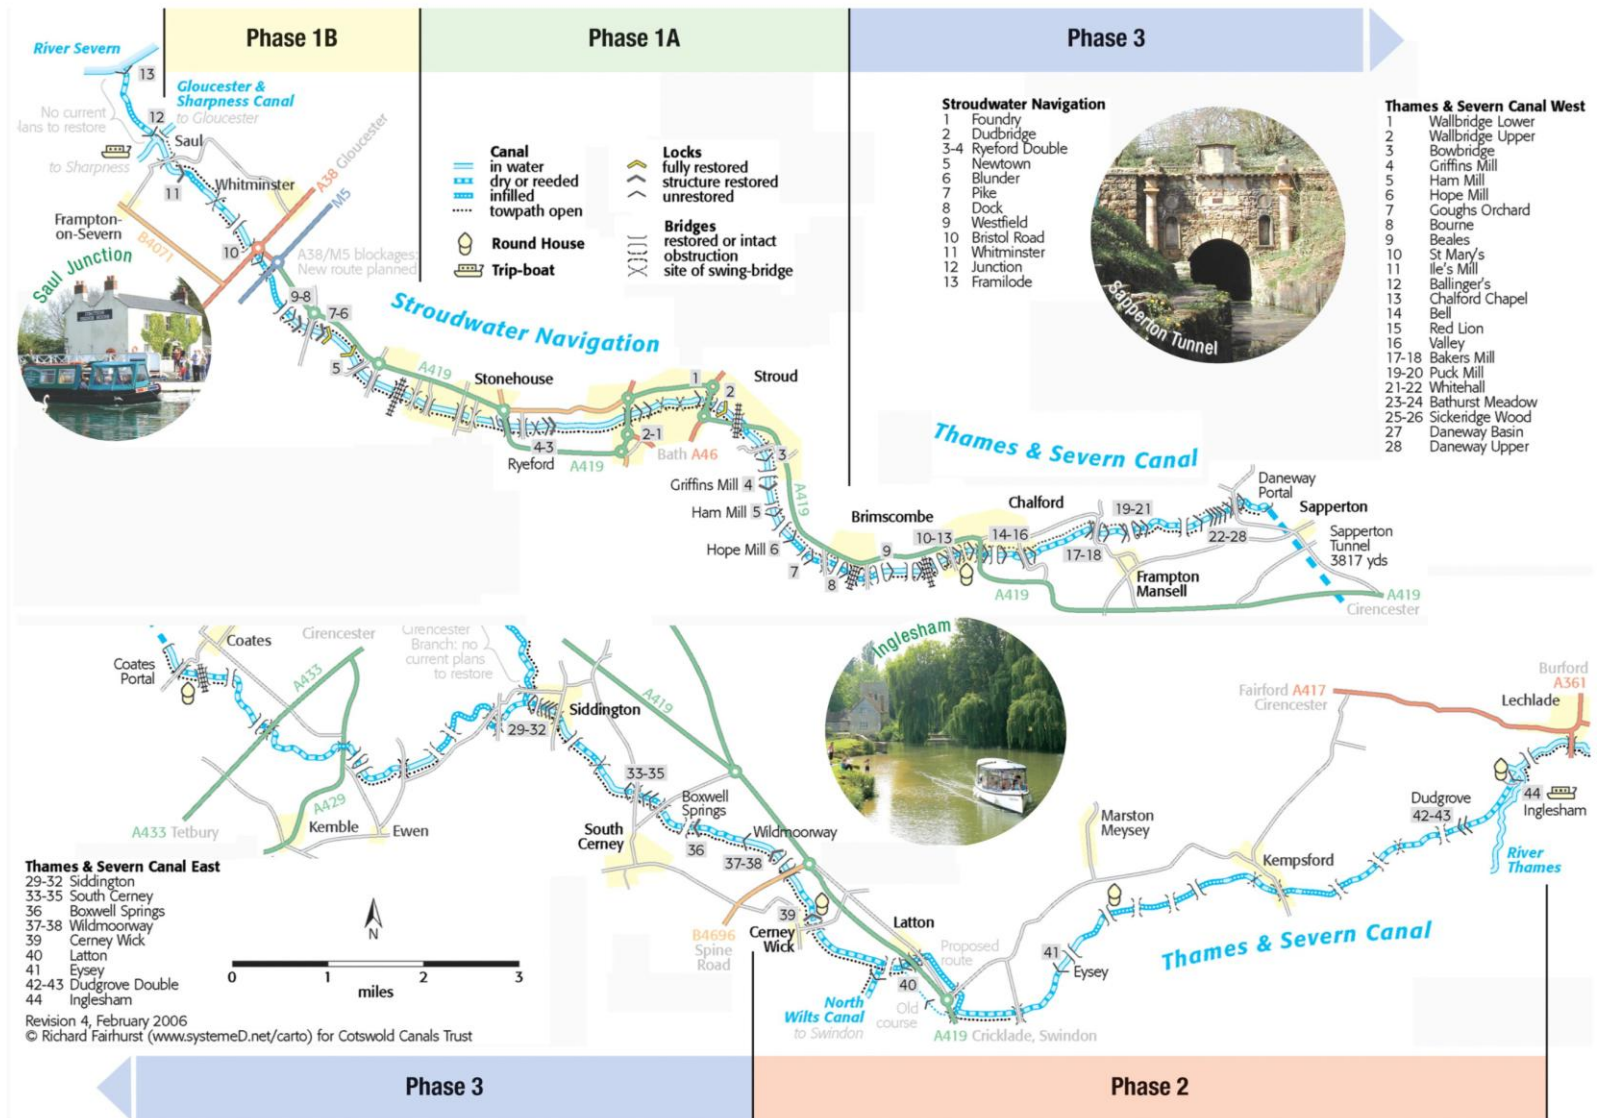 Phase 1B
Phase 1A
Phase 3
River Severn
13
Gloucester &
Sharpness Canal
to Gloucester
No current
lans to restore
12
Saul
to Sharpness
11
Whitminster
A38 Gloucester
M5
Frampton-
on-Severn
B4071
10
A38/M5 blockages:
New route planned
Saul Junction
Canal
in water
dry or reeded
infilled
towpath open
Round House
Trip-boat
Locks
fully restored
structure restored
unrestored
Bridges
restored or intact
obstruction
site of swing-bridge
Stroudwater Navigation
1 Foundry
2 Dudbridge
3-4 Ryeford Double
5 Newtown
6 Blunder
7 Pike
8 Dock
9 Westfield
10 Bristol Road
11 Whitminster
12 Junction
13 Framilode
Sapperton Tunnel
Thames & Severn Canal West
1 Wallbridge Lower
2 Wallbridge Upper
3 Bowbridge
4 Griffins Mill
5 Ham Mill
6 Hope Mill
7 Goughs Orchard
8 Bourne
9 Beales
10 St Mary's
11 Ile's Mill
12 Ballinger's
13 Chalford Chapel
14 Bell
15 Red Lion
16 Valley
17-18 Bakers Mill
19-20 Puck Mill
21-22 Whitehall
23-24 Bathurst Meadow
25-26 Sickeridge Wood
27 Daneway Basin
28 Daneway Upper
9-8
7-6
Stroudwater Navigation
5
A419
Stonehouse
1
2
Stroud
4-3
Ryeford
A419
2-1
Bath A46
3
Griffins Mill 4
A419
Ham Mill 5
Hope Mill 6
7
8
Brimscombe
9
10-13
Thames & Severn Canal
Chalford
14-16
19-21
17-18
22-28
Daneway
Portal
Sapperton
Sapperton
Tunnel
3817 yds
Frampton
Mansell
A419
A419
Cirencester
Coates
Cirencester
Coates
Portal
A433
Cirencester
Branch: no
current plans
to restore
A419
Siddington
29-32
A429
Kemble
Ewen
A433 Tetbury
33-35
Boxwell
Springs
South
Cerney
36
Wildmoorway
37-38
B4696
Spine
Road
39
Cerney
Wick
Latton
Proposed
route
40
Old
course
North
Wilts Canal
to Swindon
A419 Cricklade, Swindon
Inglesham
Marston
Meysey
41
Eysey
Kempsford
Thames & Severn Canal
Fairford A417
Cirencester
Burford
A361
Lechlade
Dudgrove
42-43
44
Inglesham
River
Thames
Thames & Severn Canal East
29-32 Siddington
33-35 South Cerney
36 Boxwell Springs
37-38 Wildmoorway
39 Cerney Wick
40 Latton
41 Eysey
42-43 Dudgrove Double
44 Inglesham
N
0 1 2 3
miles
Revision 4, February 2006
© Richard Fairhurst (www.systemeD.net/carto) for Cotswold Canals Trust
Phase 3
Phase 2